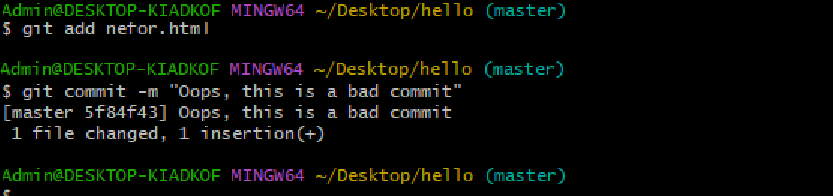 Admin@DESKTOP-KIADKOF MINGW64 ~/Desktop/hello (master)
$ git add nefor.html
Admin@DESKTOP-KIADKOF MINGW64 ~/Desktop/hello (master)
$ git commit -m "Oops, this is a bad commit"
[master 5f84f43] Oops, this is a bad commit
1 file changed, 1 insertion(+)
Admin@DESKTOP-KIADKOF MINGW64 ~/Desktop/hello (master)
$